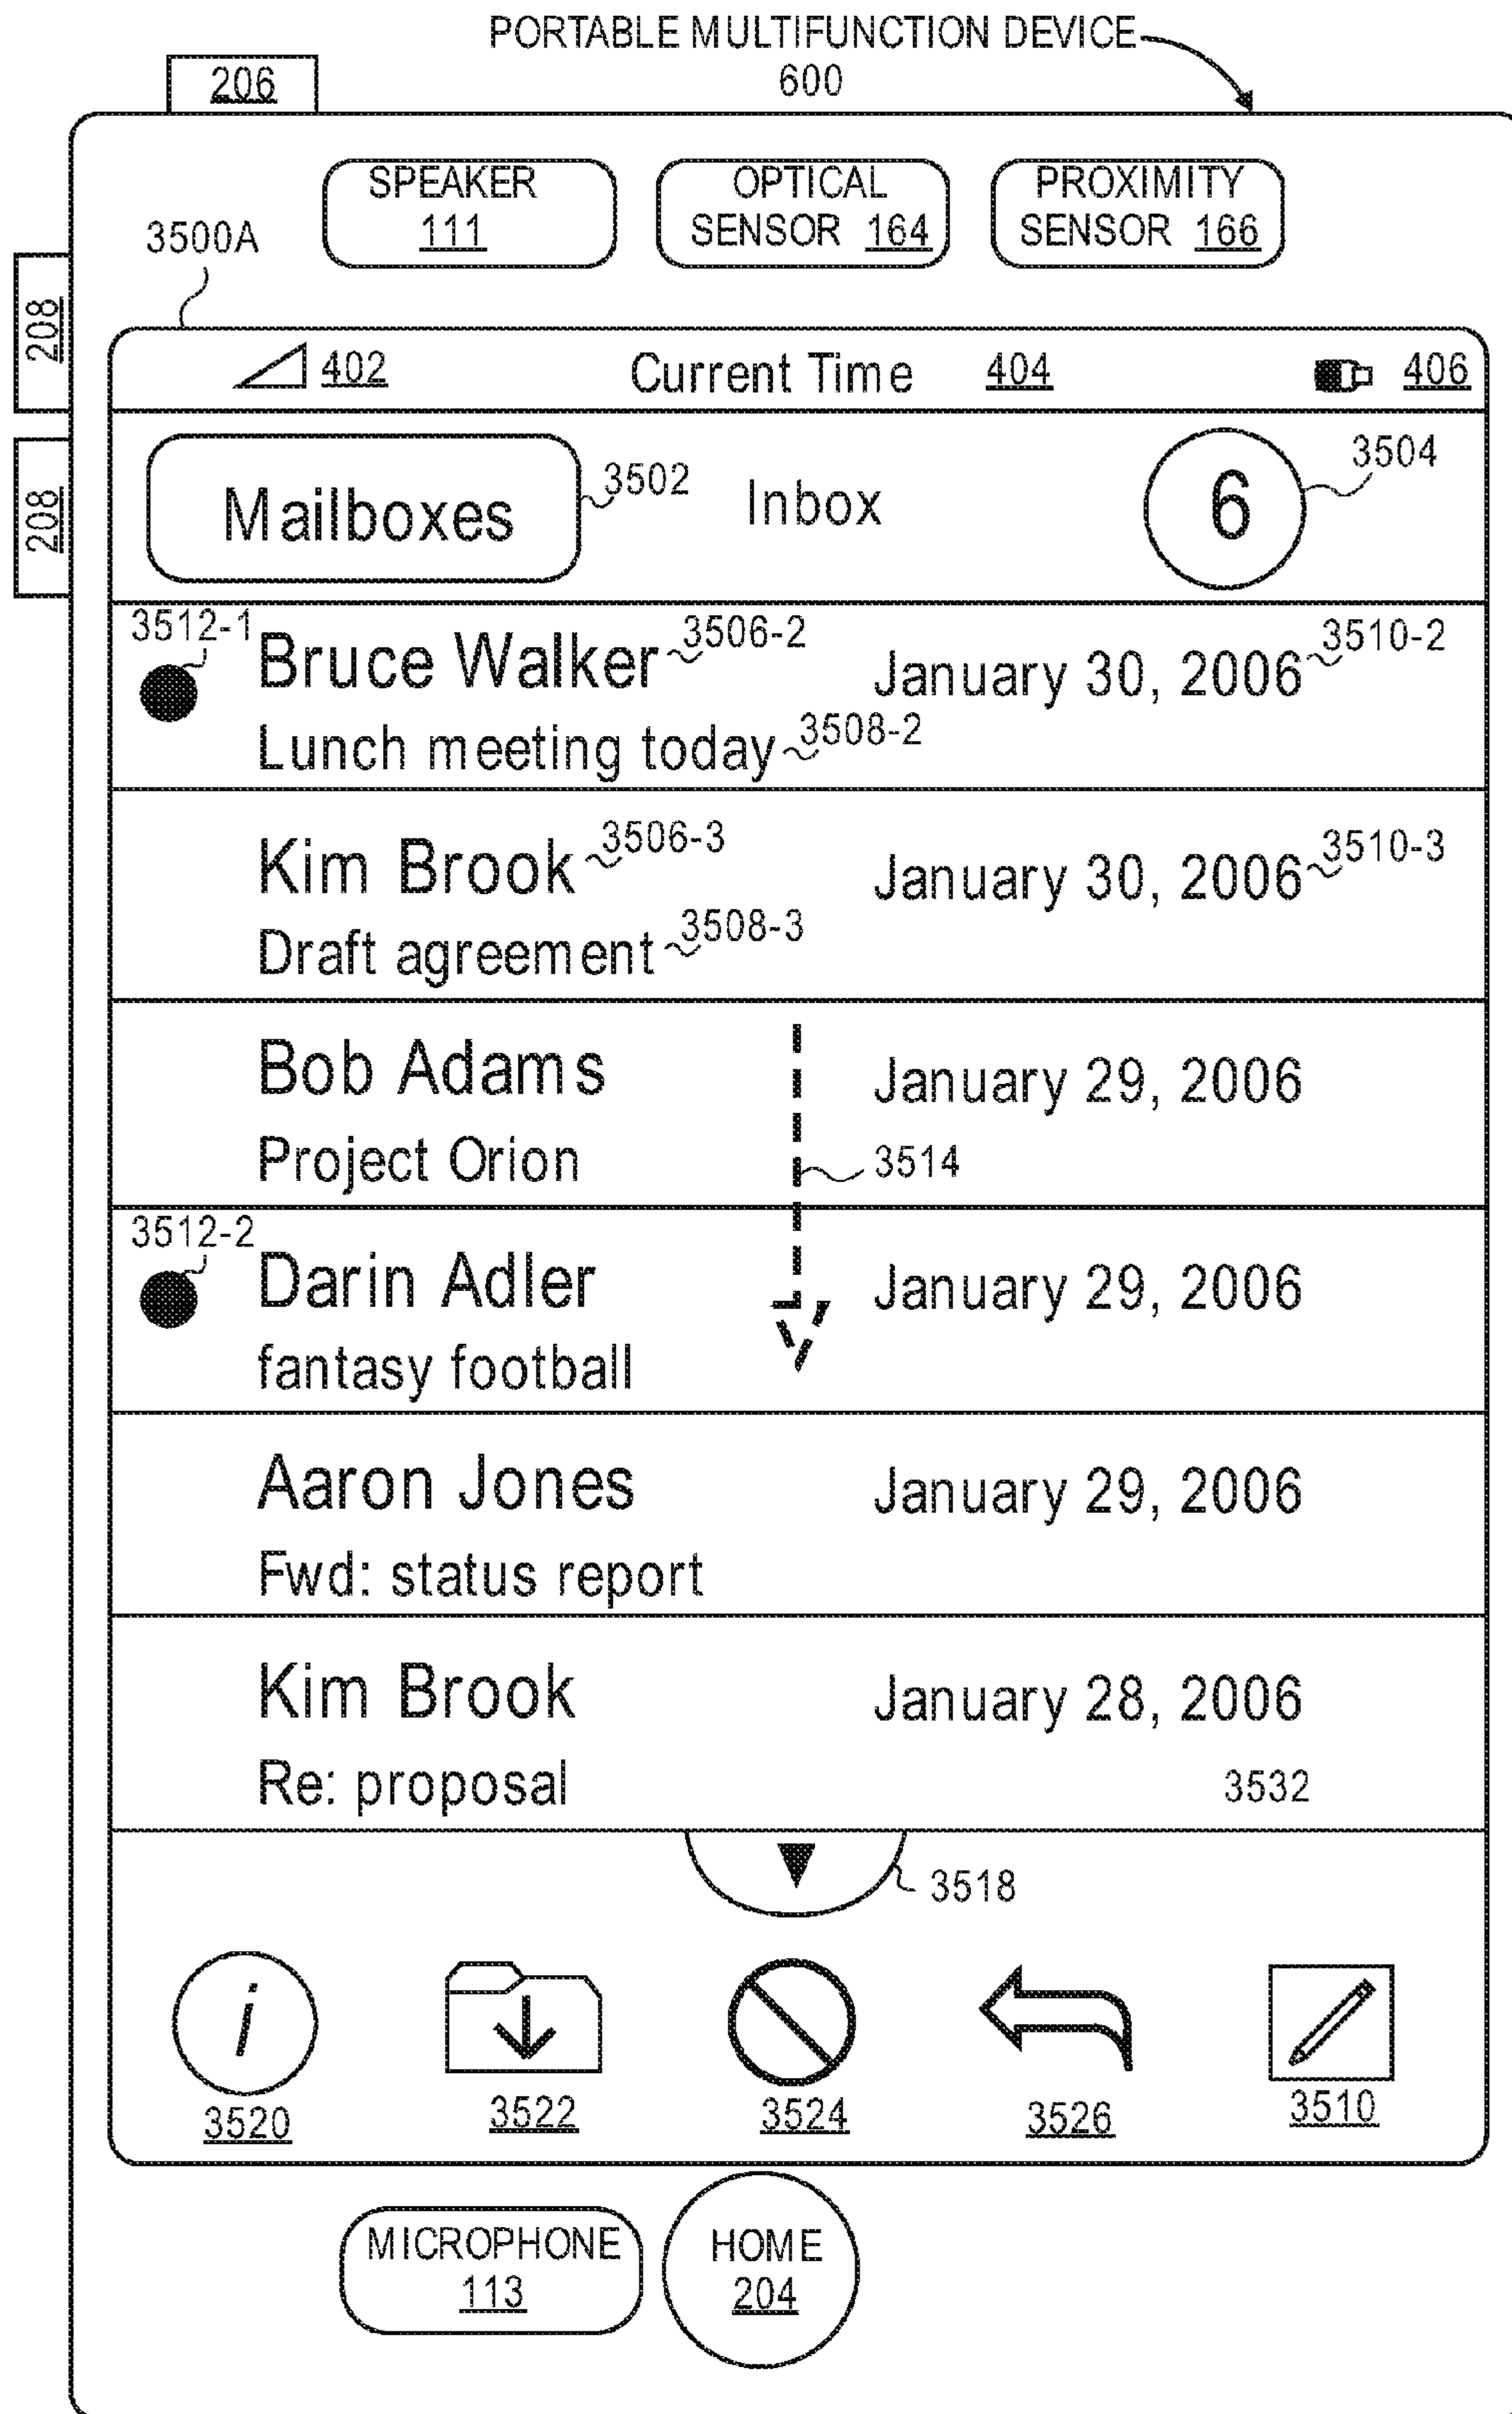 PORTABLE MULTIFUNCTION DEVICE
600
206
SPEAKER
111
OPTICAL
SENSOR 164
PROXIMITY
SENSOR 166
3500A
208
208
402 Current Time 404 406
Mailboxes 3502 Inbox 6 3504
3512-1
Bruce Walker 3506-2 January 30, 2006 3510-2
Lunch meeting today 3508-2
Kim Brook 3506-3 January 30, 2006 3510-3
Draft agreement 3508-3
Bob Adams January 29, 2006
Project Orion 3514
3512-2
Darin Adler January 29, 2006
fantasy football
Aaron Jones January 29, 2006
Fwd: status report
Kim Brook January 28, 2006
Re: proposal 3532
3518
i
3520 3522 3524 3526 3510
MICROPHONE
113
HOME
204